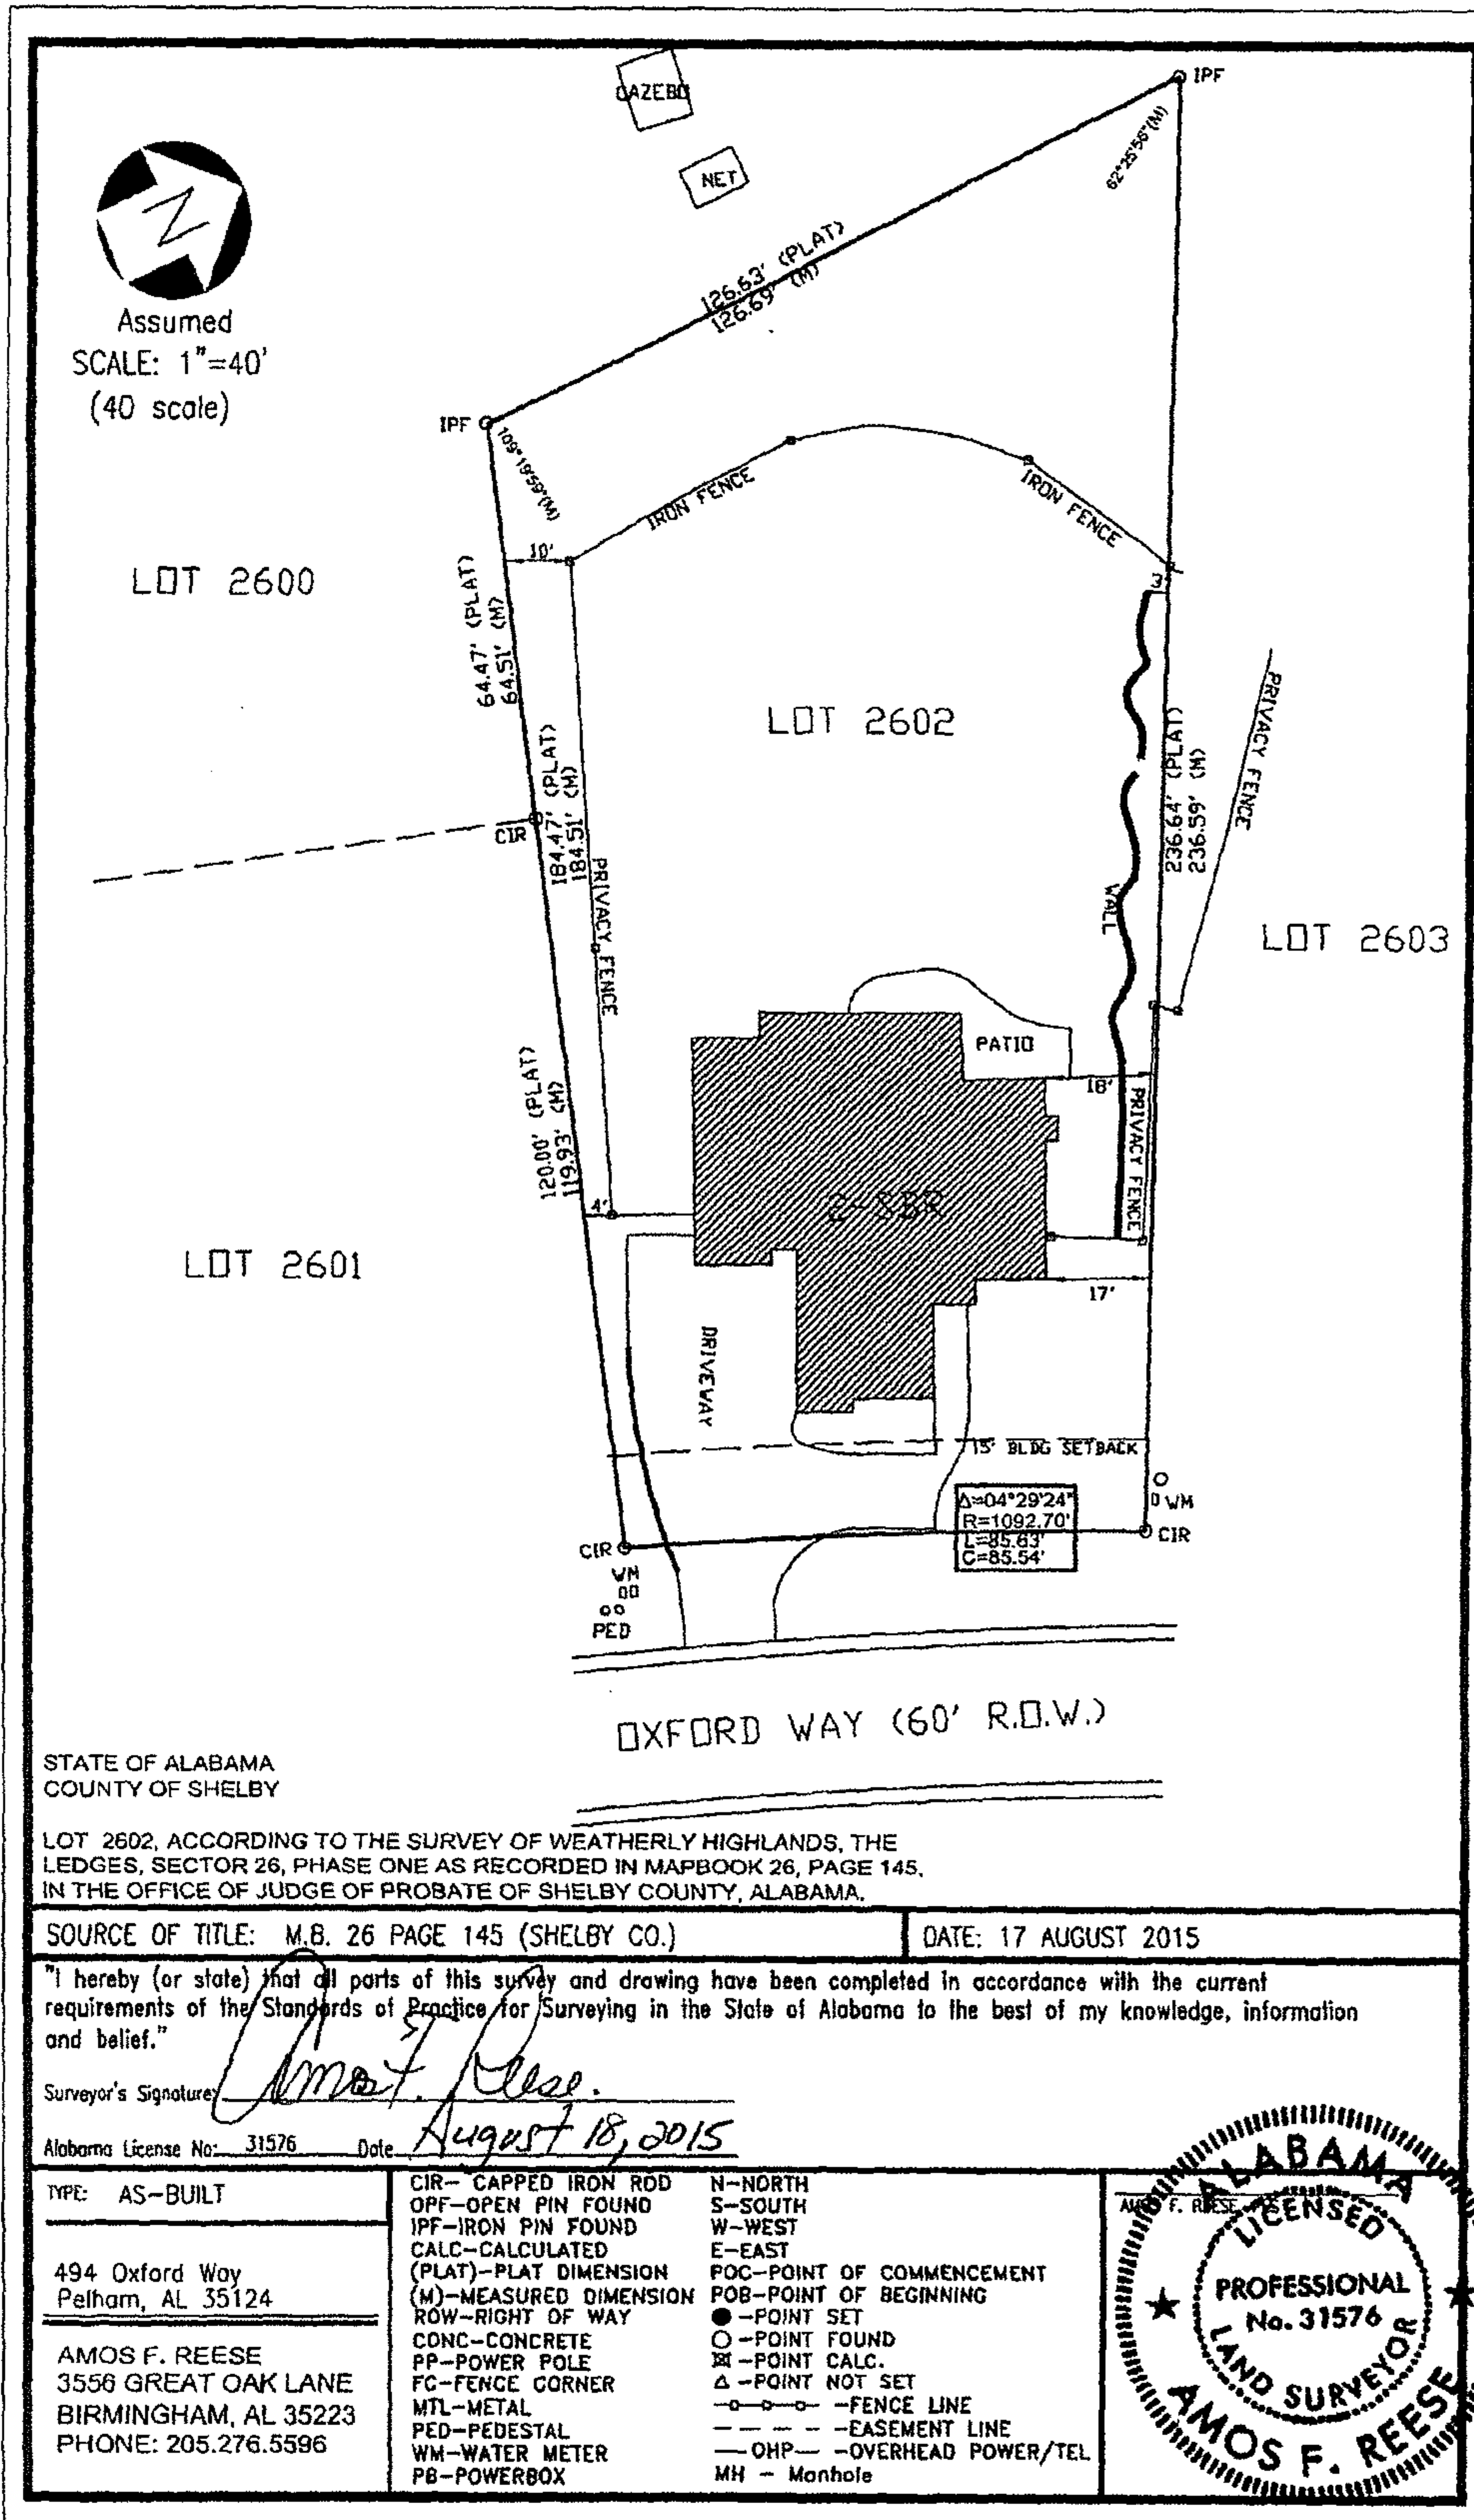 GAZEBO
IPF
62°25'56"(M)
NET
N
126.63' (PLAT)
126.69' (M)
Assumed
SCALE: 1"=40'
(40 scale)
IPF
109°19'59"(M)
IRON FENCE
IRON FENCE
10'
3'
LOT 2600
64.47' (PLAT)
64.51' (M)
LOT 2602
PRIVACY FENCE
184.47' (PLAT)
184.51' (M)
236.64' (PLAT)
236.59' (M)
CIR
PRIVACY FENCE
WALL
LOT 2603
PATIO
18'
120.00' (PLAT)
119.93' (M)
PRIVACY FENCE
4'
2-SBR
LOT 2601
17'
DRIVEWAY
15' BLDG SETBACK
WM
Δ=04°29'24"
R=1092.70'
L=85.63'
C=85.54'
CIR
CIR
WM
PED
OXFORD WAY (60' R.O.W.)
STATE OF ALABAMA
COUNTY OF SHELBY
LOT 2602, ACCORDING TO THE SURVEY OF WEATHERLY HIGHLANDS, THE
LEDGES, SECTOR 26, PHASE ONE AS RECORDED IN MAPBOOK 26, PAGE 145,
IN THE OFFICE OF JUDGE OF PROBATE OF SHELBY COUNTY, ALABAMA.
SOURCE OF TITLE: M.B. 26 PAGE 145 (SHELBY CO.)
DATE: 17 AUGUST 2015
"I hereby (or state) that all parts of this survey and drawing have been completed in accordance with the current
requirements of the Standards of Practice for Surveying in the State of Alabama to the best of my knowledge, information
and belief."
Surveyor's Signature: Amos F. Reese.
Alabama License No: 31576 Date August 18, 2015
TYPE: AS-BUILT
494 Oxford Way
Pelham, AL 35124
AMOS F. REESE
3556 GREAT OAK LANE
BIRMINGHAM, AL 35223
PHONE: 205.276.5596
CIR- CAPPED IRON ROD
OPF-OPEN PIN FOUND
IPF-IRON PIN FOUND
CALC-CALCULATED
(PLAT)-PLAT DIMENSION
(M)-MEASURED DIMENSION
ROW-RIGHT OF WAY
CONC-CONCRETE
PP-POWER POLE
FC-FENCE CORNER
MTL-METAL
PED-PEDESTAL
WM-WATER METER
PB-POWERBOX
N-NORTH
S-SOUTH
W-WEST
E-EAST
POC-POINT OF COMMENCEMENT
POB-POINT OF BEGINNING
-POINT SET
-POINT FOUND
-POINT CALC.
Δ -POINT NOT SET
-FENCE LINE
-EASEMENT LINE
-OHP- -OVERHEAD POWER/TEL
MH - Manhole
F. REESE
ALABAMA
LICENSED
PROFESSIONAL
No. 31576
LAND SURVEYOR
AMOS F. REESE